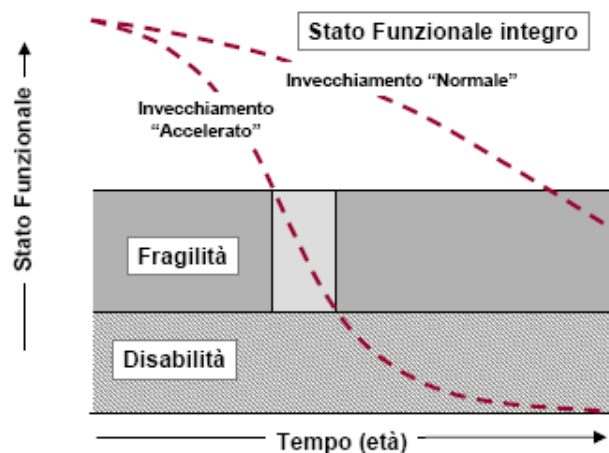 Stato Funzionale integro
Invecchiamento “Normale”
Invecchiamento
“Accelerato”
Stato Funzionale
Fragilità
Disabilità
Tempo (età)